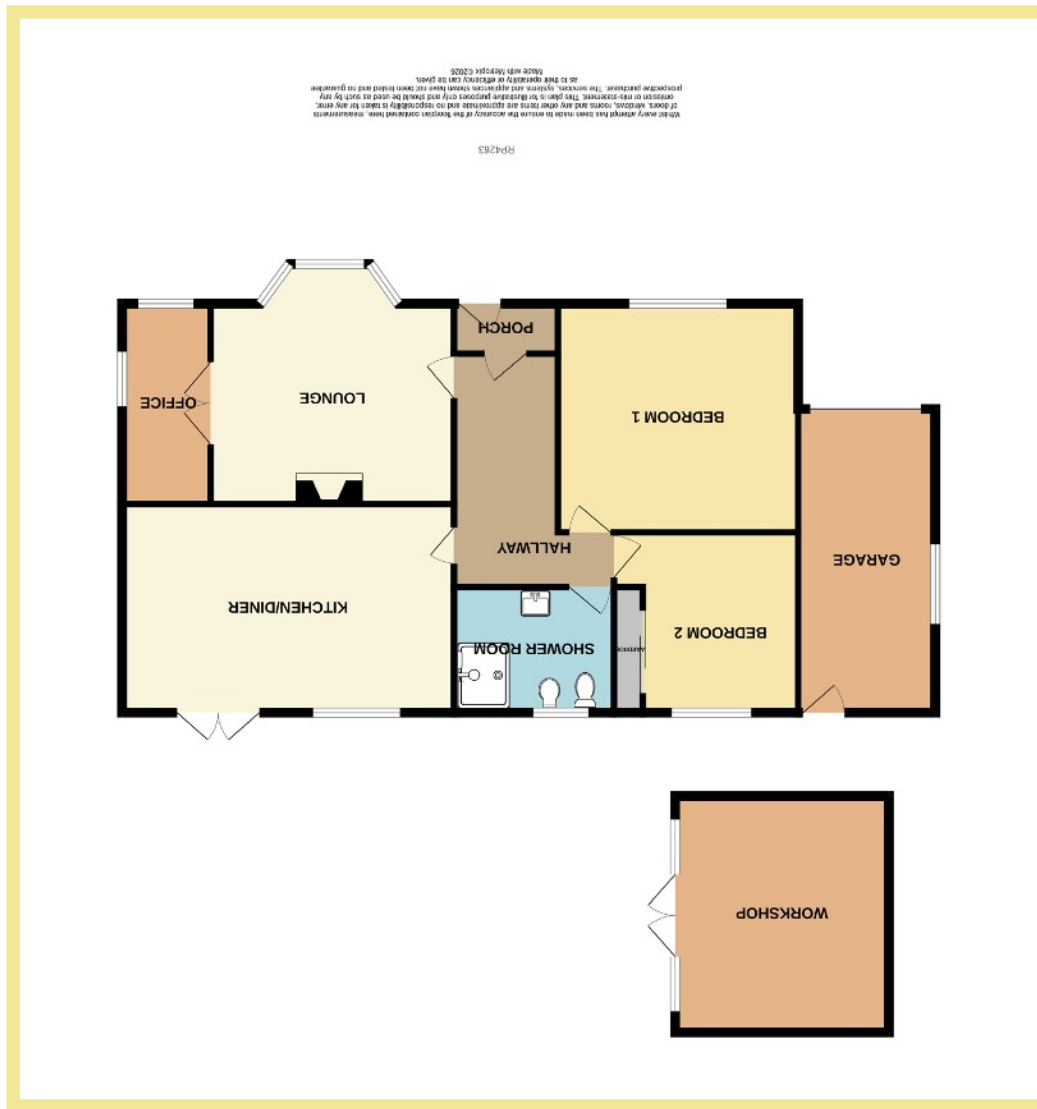 WORKSHOP
SHOWER ROOM
BEDROOM 2
KITCHEN/DINER
GARAGE
HALLWAY
BEDROOM 1
OFFICE
LOUNGE
PORCH
RP4263
Whilst every attempt has been made to ensure the accuracy of the floorplan contained here, measurements
of doors, windows, rooms and any other items are approximate and no responsibility is taken for any error,
omission or mis-statement. This plan is for illustrative purposes only and should be used as such by any
prospective purchaser. The services, systems and appliances shown have not been tested and no guarantee
as to their operability or efficiency can be given.
Made with Metropix ©2026